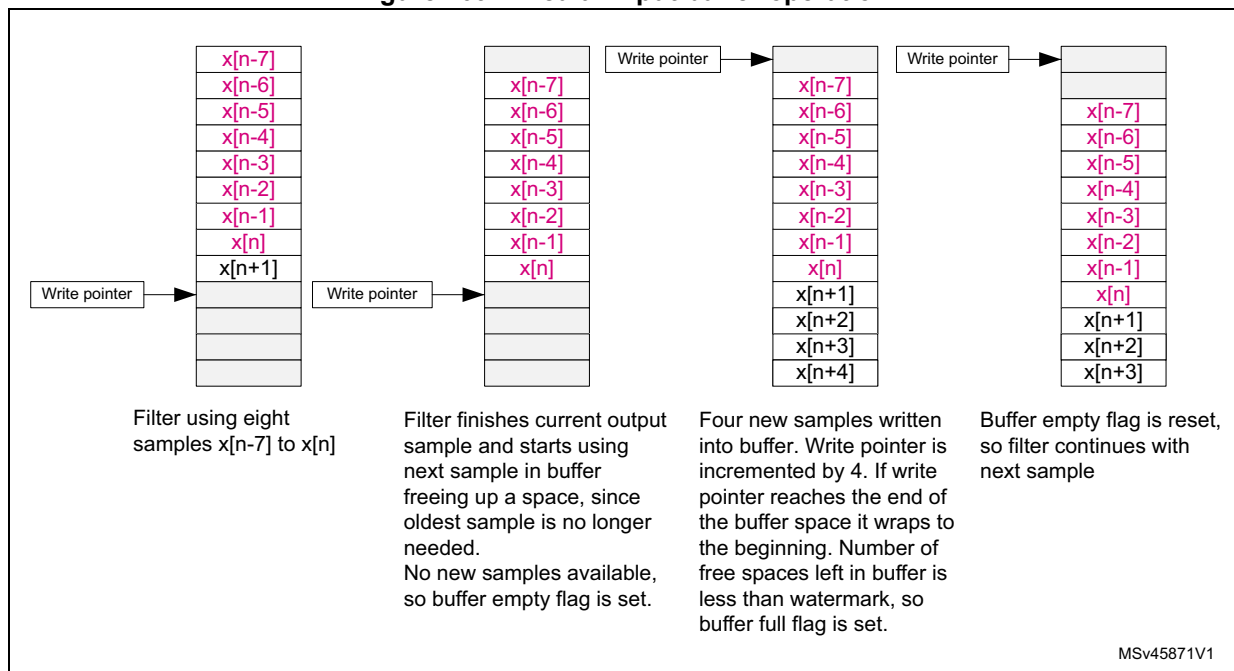 x[n-7]
x[n-6]
x[n-5]
x[n-4]
x[n-3]
x[n-2]
x[n-1]
x[n]
x[n+1]
Write pointer
Filter using eight
samples x[n-7] to x[n]
x[n-7]
x[n-6]
x[n-5]
x[n-4]
x[n-3]
x[n-2]
x[n-1]
x[n]
Write pointer
Filter finishes current output
sample and starts using
next sample in buffer
freeing up a space, since
oldest sample is no longer
needed.
No new samples available,
so buffer empty flag is set.
Write pointer
x[n-7]
x[n-6]
x[n-5]
x[n-4]
x[n-3]
x[n-2]
x[n-1]
x[n]
x[n+1]
x[n+2]
x[n+3]
x[n+4]
Four new samples written
into buffer. Write pointer is
incremented by 4. If write
pointer reaches the end of
the buffer space it wraps to
the beginning. Number of
free spaces left in buffer is
less than watermark, so
buffer full flag is set.
Write pointer
x[n-7]
x[n-6]
x[n-5]
x[n-4]
x[n-3]
x[n-2]
x[n-1]
x[n]
x[n+1]
x[n+2]
x[n+3]
Buffer empty flag is reset,
so filter continues with
next sample
MSv45871V1